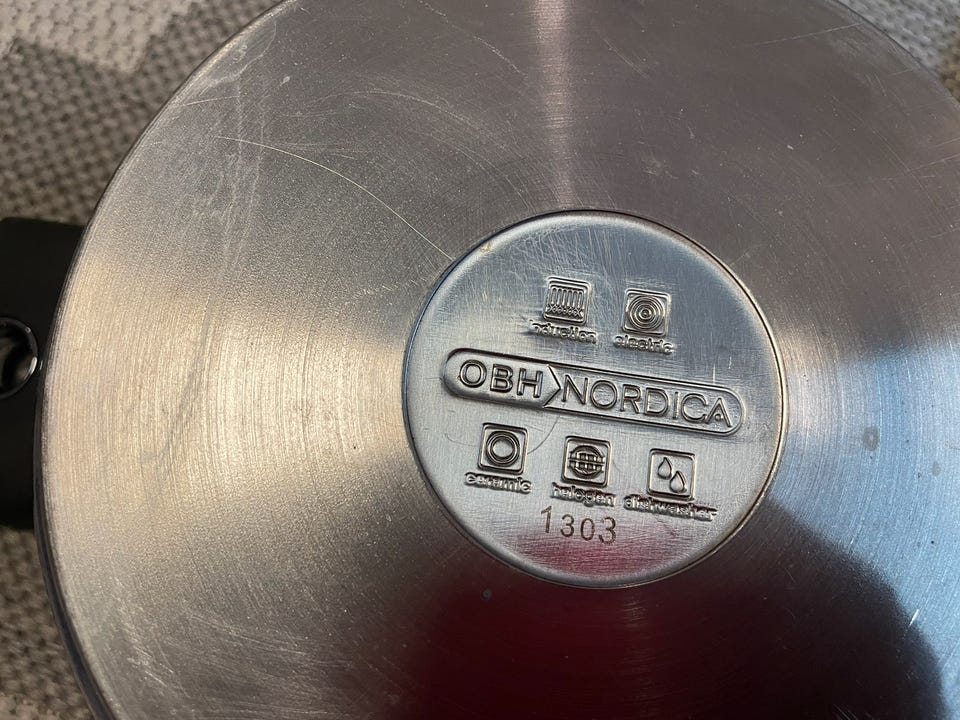 induction electric
OBH NORDICA
ceramic halogen dishwasher
1303